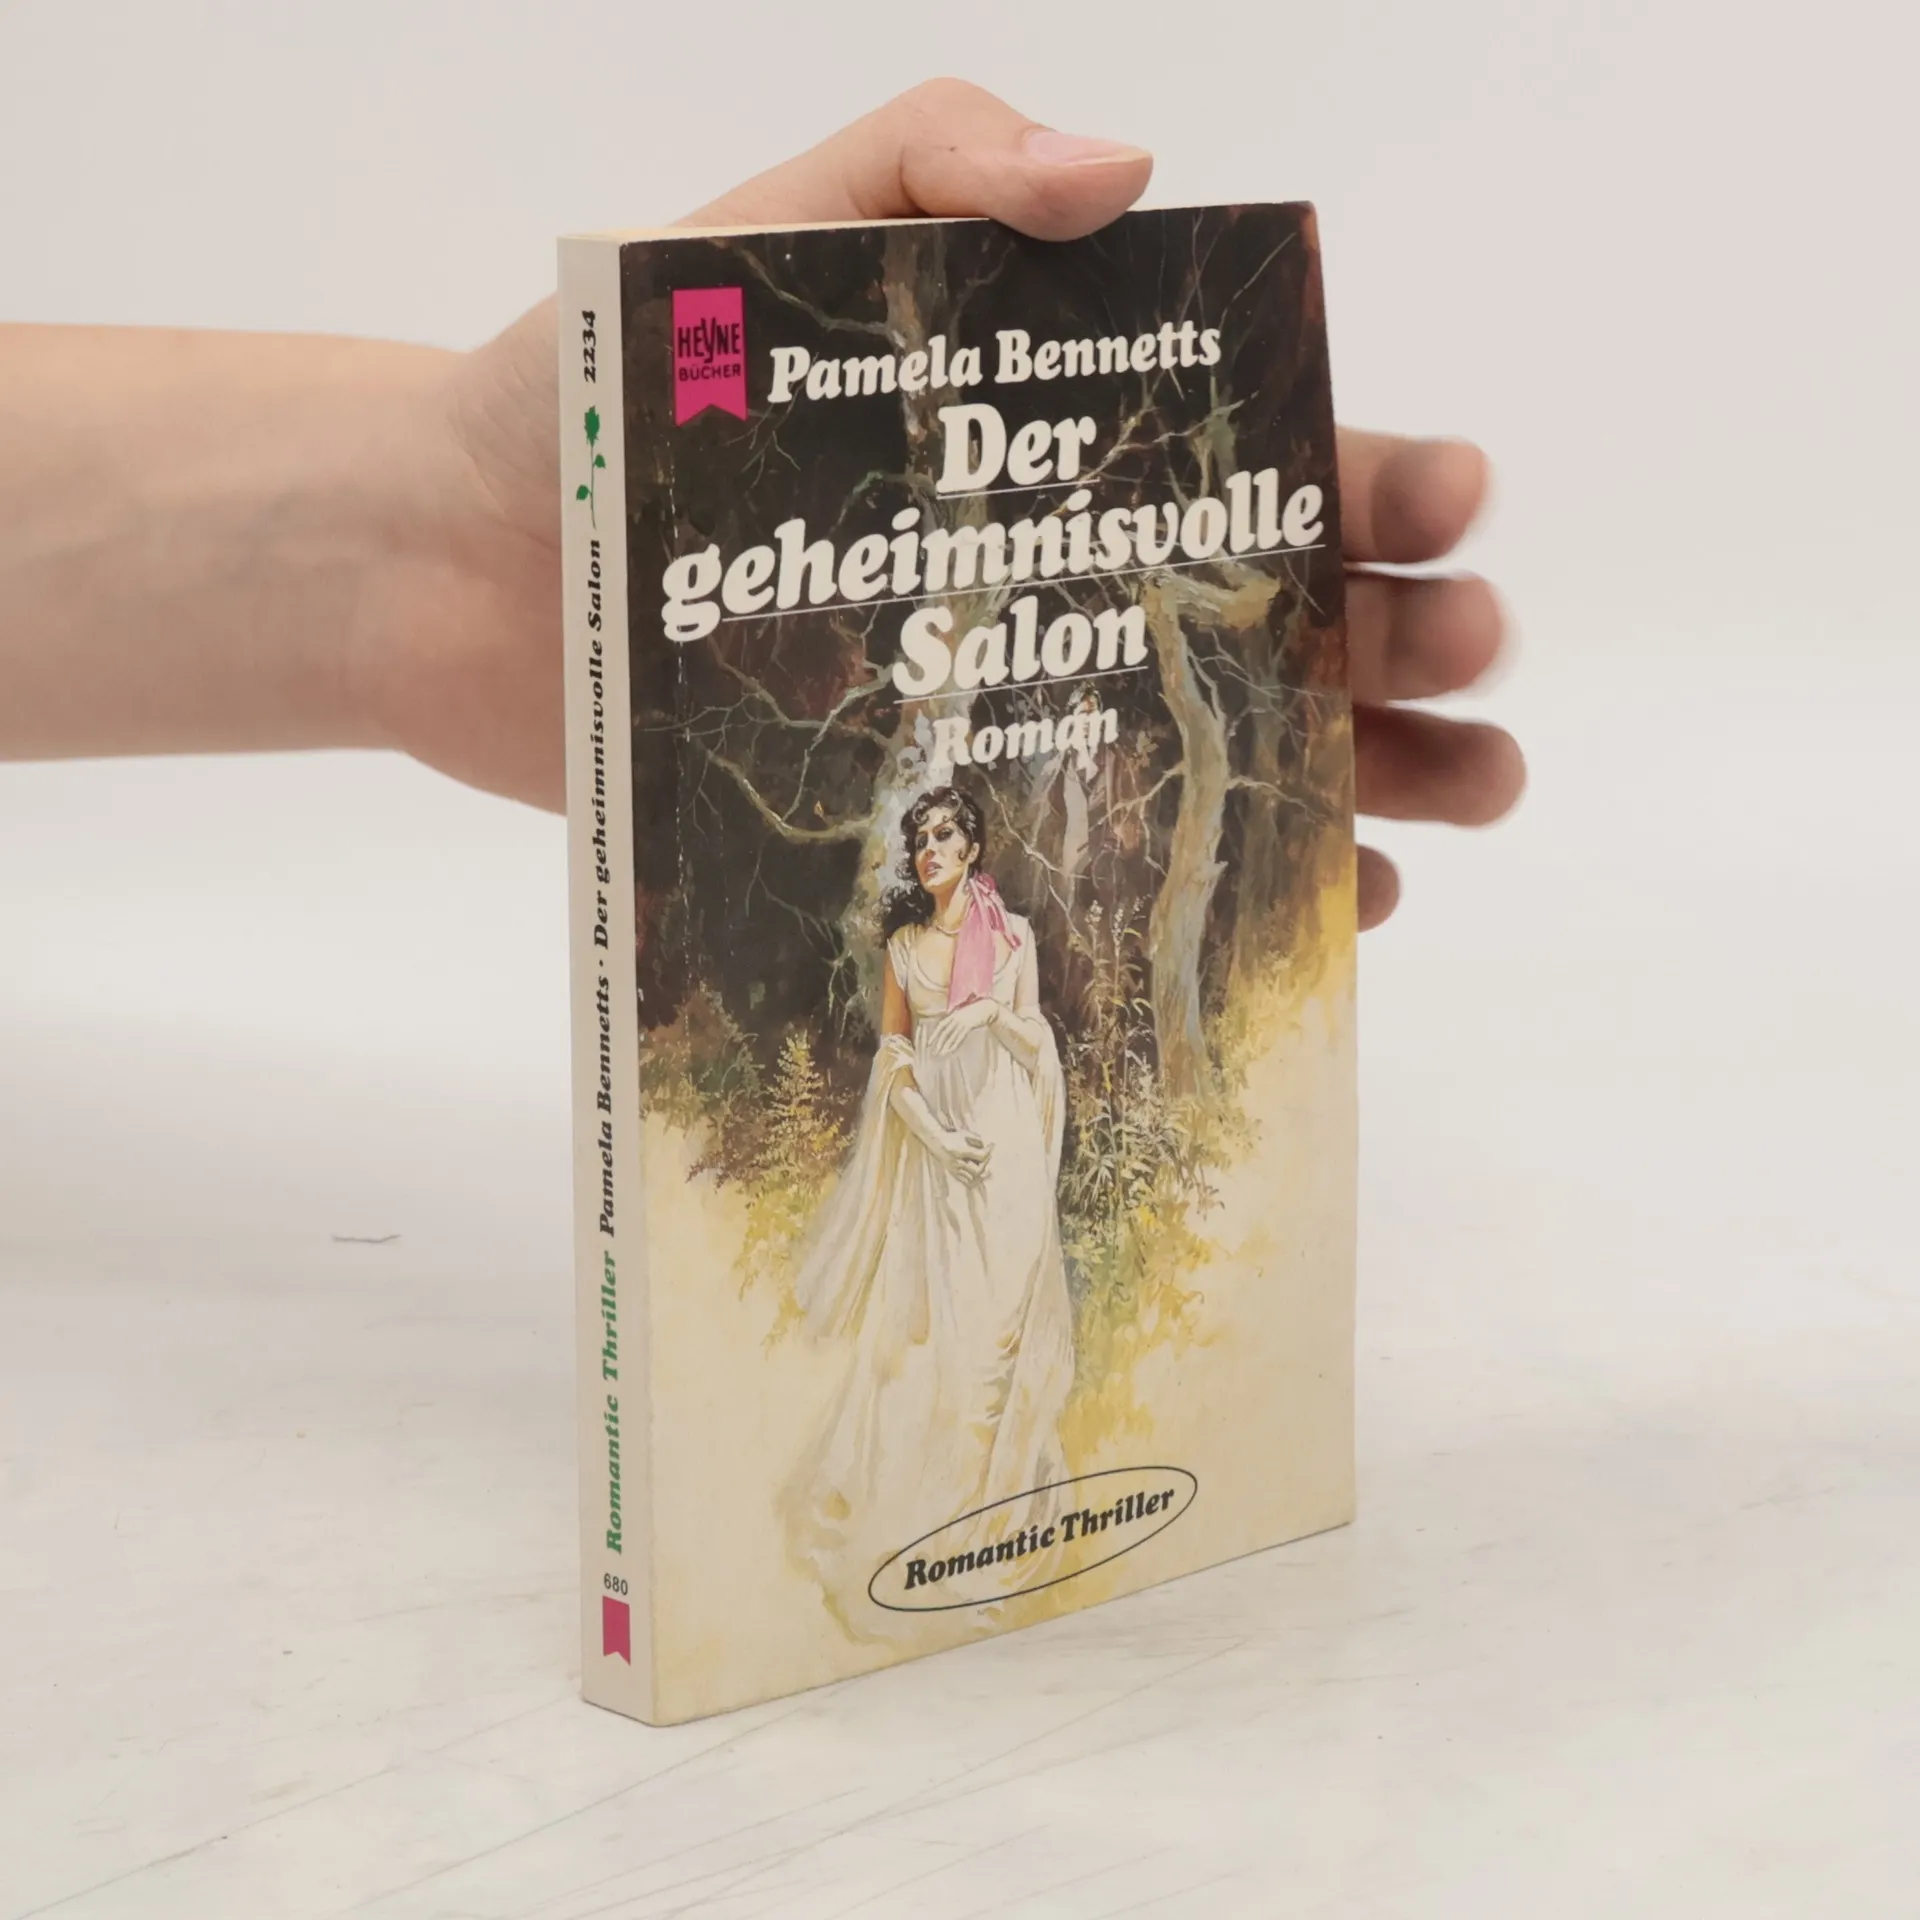 HEYNE
BÜCHER
Pamela Bennetts
Der
geheimnisvolle
Salon
Roman
Romantic Thriller
2234
Romantic Thriller Pamela Bennetts · Der geheimnisvolle Salon
680